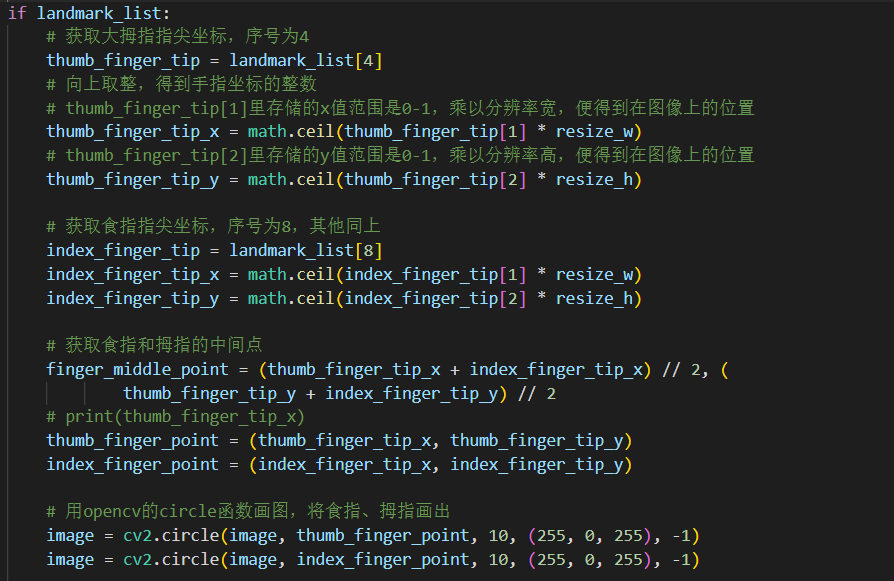 if landmark_list:
# 获取大拇指指尖坐标，序号为4
thumb_finger_tip = landmark_list[4]
# 向上取整，得到手指坐标的整数
# thumb_finger_tip[1]里存储的x值范围是0-1，乘以分辨率宽，便得到在图像上的位置
thumb_finger_tip_x = math.ceil(thumb_finger_tip[1] * resize_w)
# thumb_finger_tip[2]里存储的y值范围是0-1，乘以分辨率高，便得到在图像上的位置
thumb_finger_tip_y = math.ceil(thumb_finger_tip[2] * resize_h)
# 获取食指指尖坐标，序号为8，其他同上
index_finger_tip = landmark_list[8]
index_finger_tip_x = math.ceil(index_finger_tip[1] * resize_w)
index_finger_tip_y = math.ceil(index_finger_tip[2] * resize_h)
# 获取食指和拇指的中间点
finger_middle_point = (thumb_finger_tip_x + index_finger_tip_x) // 2, (
thumb_finger_tip_y + index_finger_tip_y) // 2
# print(thumb_finger_tip_x)
thumb_finger_point = (thumb_finger_tip_x, thumb_finger_tip_y)
index_finger_point = (index_finger_tip_x, index_finger_tip_y)
# 用opencv的circle函数画图，将食指、拇指画出
image = cv2.circle(image, thumb_finger_point, 10, (255, 0, 255), -1)
image = cv2.circle(image, index_finger_point, 10, (255, 0, 255), -1)